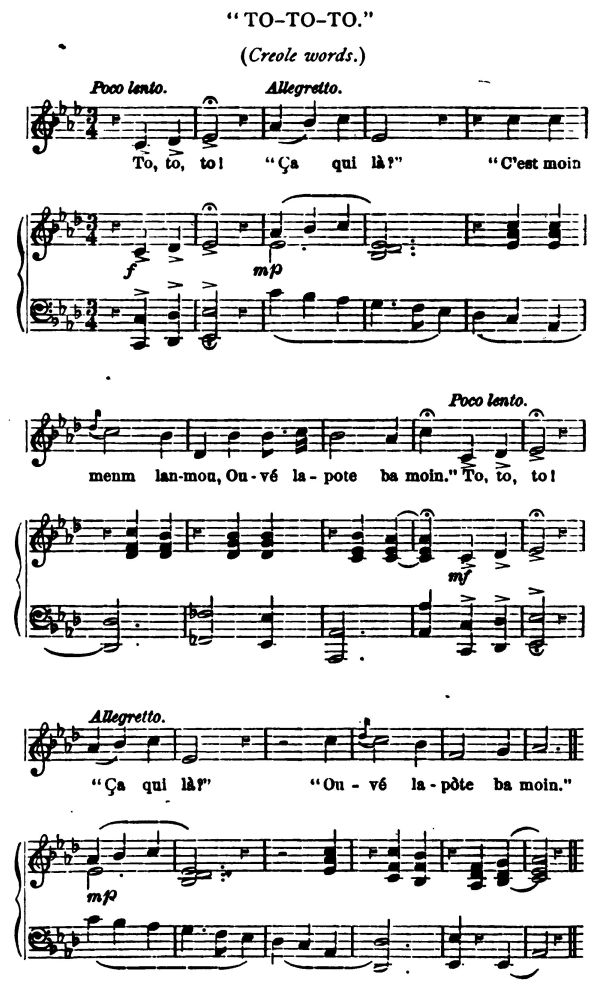 “TO-TO-TO.”
(Creole words.)
Poco lento. Allegretto.
To, to, to! “Ça qui là?” “C'est moin
f mp
Poco lento.
menm lan-mou, Ou-vé la-pote ba moin.” To, to, to!
mf
Allegretto.
“Ça qui là?” “Ou-vé la-pòte ba moin.”
mp